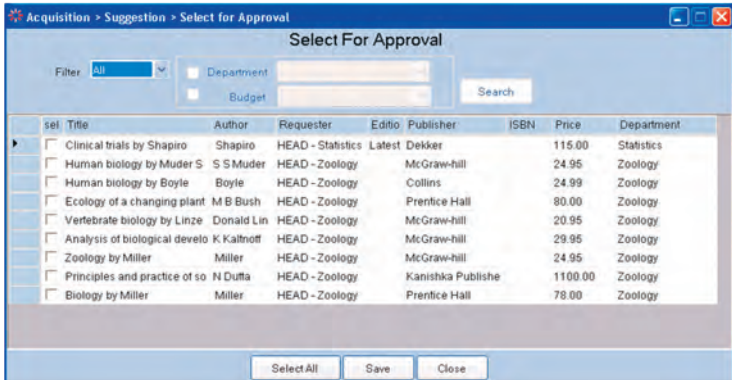 Acquisition > Suggestion > Select for Approval
Select For Approval
Filter All Department
Budget
Search
sel Title Author Requester Editio Publisher ISBN Price Department
Clinical trials by Shapiro Shapiro HEAD - Statistics Latest Dekker 115.00 Statistics
Human biology by Muder S S S Muder HEAD - Zoology McGraw-hill 24.95 Zoology
Human biology by Boyle Boyle HEAD - Zoology Collins 24.99 Zoology
Ecology of a changing plant M B Bush HEAD - Zoology Prentice Hall 80.00 Zoology
Vertebrate biology by Linze Donald Lin HEAD - Zoology McGraw-hill 20.95 Zoology
Analysis of biological develo K Kaltnoff HEAD - Zoology McGraw-hill 29.95 Zoology
Zoology by Miller Miller HEAD - Zoology McGraw-hill 24.95 Zoology
Principles and practice of so N Dutta HEAD - Zoology Kanishka Publishe 1100.00 Zoology
Biology by Miller Miller HEAD - Zoology Prentice Hall 78.00 Zoology
Select All Save Close